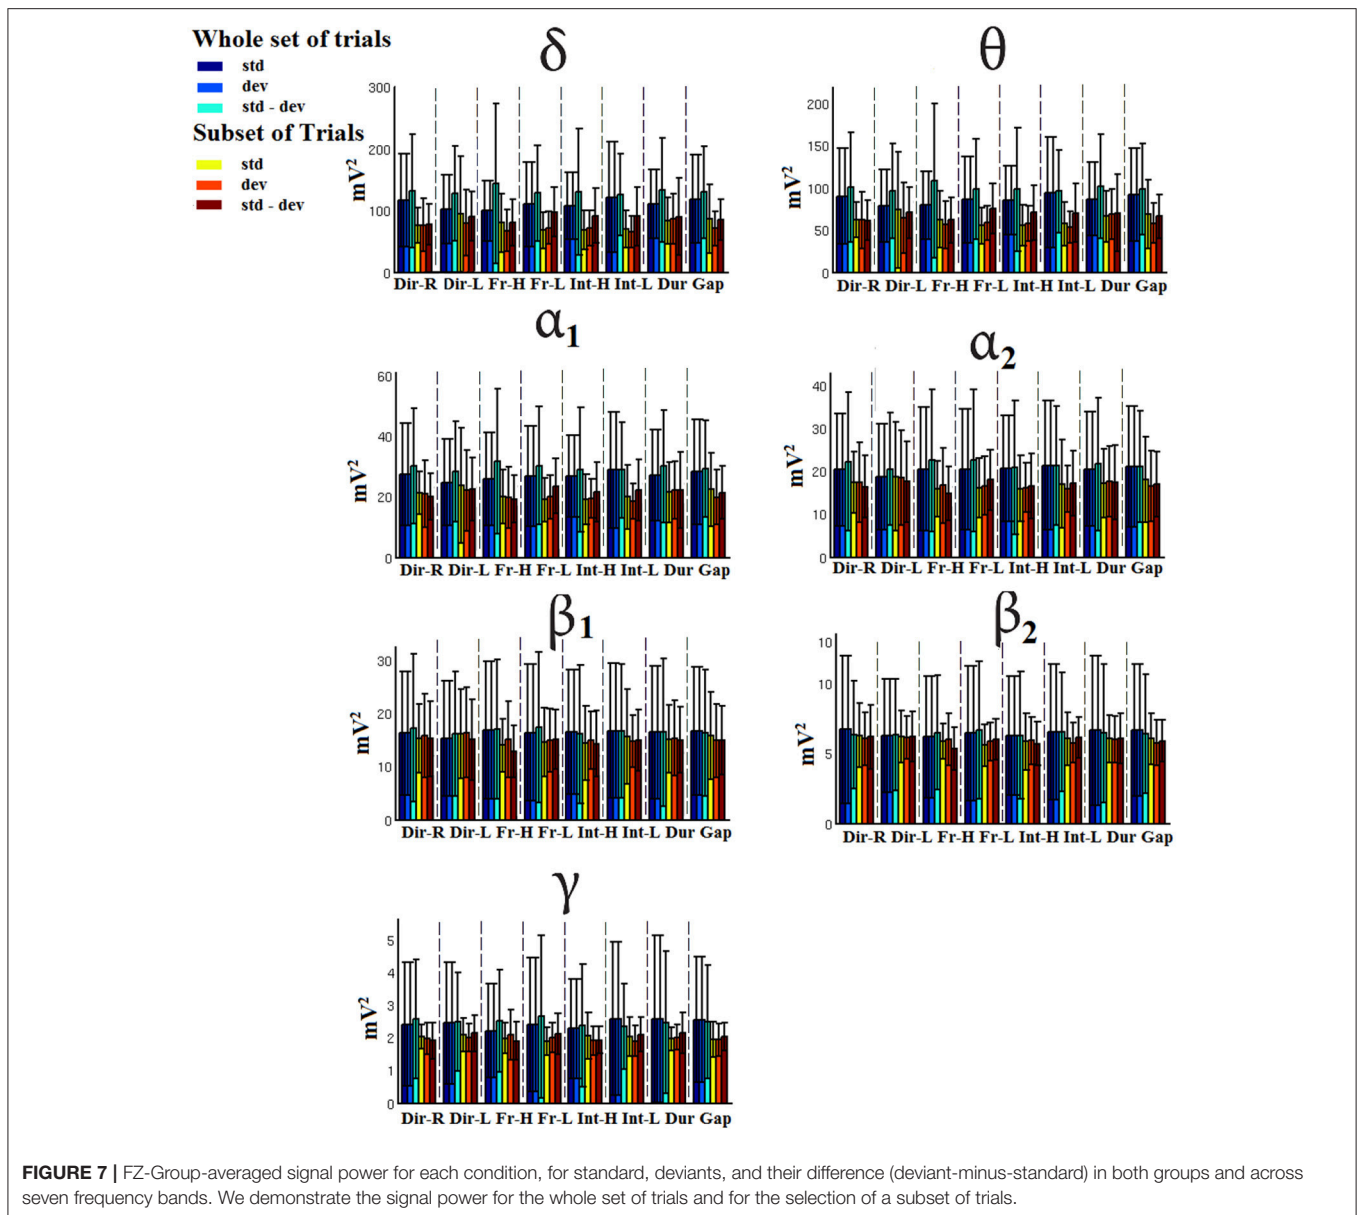 Whole set of trials
std
dev
std - dev
Subset of Trials
std
dev
std - dev
δ
300
200
100
0
mV²
Dir-R Dir-L Fr-H Fr-L Int-H Int-L Dur Gap
θ
200
150
100
50
0
mV²
Dir-R Dir-L Fr-H Fr-L Int-H Int-L Dur Gap
α₁
60
40
20
0
mV²
Dir-R Dir-L Fr-H Fr-L Int-H Int-L Dur Gap
α₂
40
30
20
10
0
mV²
Dir-R Dir-L Fr-H Fr-L Int-H Int-L Dur Gap
β₁
30
20
10
0
mV²
Dir-R Dir-L Fr-H Fr-L Int-H Int-L Dur Gap
β₂
10
10
5
0
mV²
Dir-R Dir-L Fr-H Fr-L Int-H Int-L Dur Gap
γ
5
4
3
2
1
0
mV²
Dir-R Dir-L Fr-H Fr-L Int-H Int-L Dur Gap
FIGURE 7 | FZ-Group-averaged signal power for each condition, for standard, deviants, and their difference (deviant-minus-standard) in both groups and across
seven frequency bands. We demonstrate the signal power for the whole set of trials and for the selection of a subset of trials.